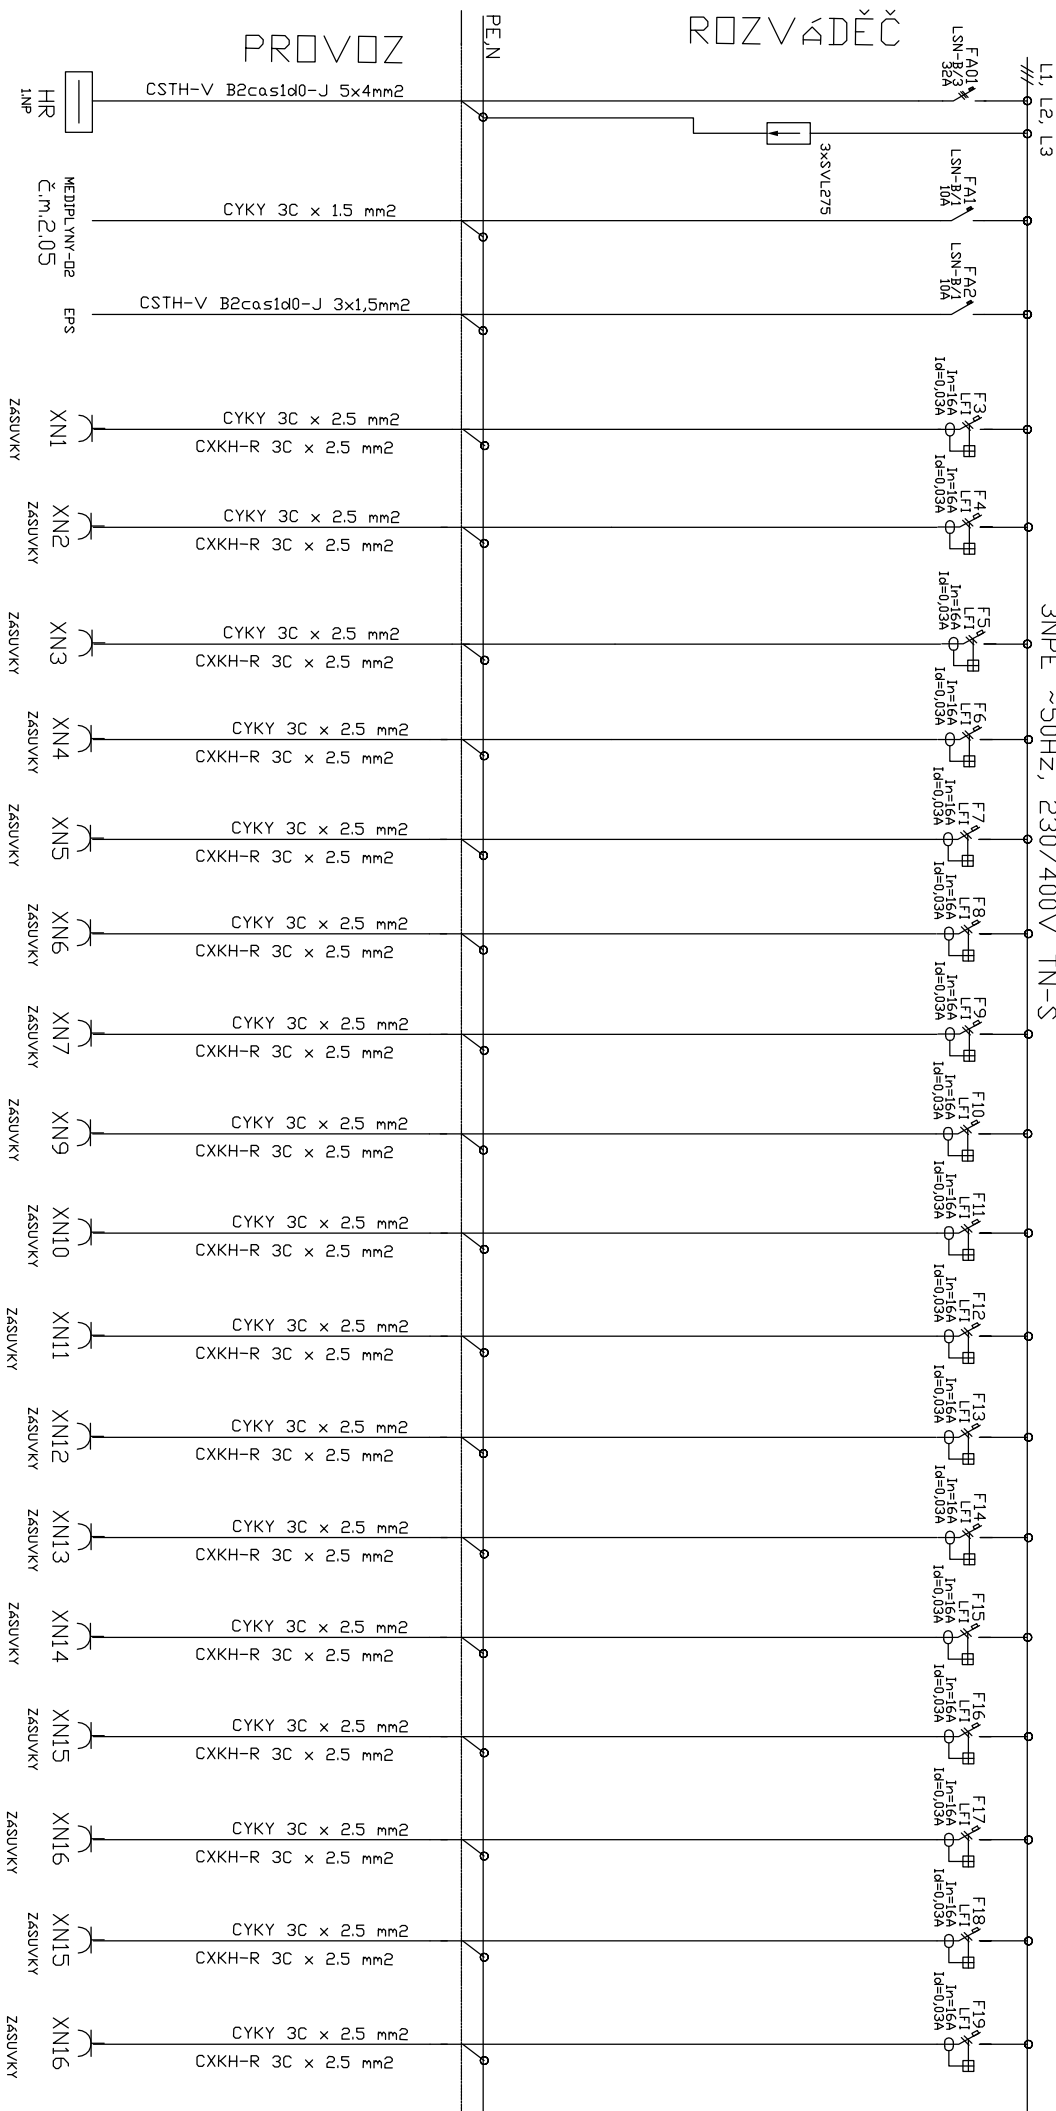 L1, L2, L3
3NPE ~50Hz, 230/400V TN-S
ROZVÁDĚČ
PE,N
PROVOZ
FA01
LSN-B/3
32A
CSTH-V B2cas1d0-J 5x4mm2
HR
1.NP
3xSVL275
FA1
LSN-B/1
10A
CYKY 3C x 1.5 mm2
MEDIPLYNY-O2
Č.m.2.05
FA2
LSN-B/1
10A
CSTH-V B2cas1d0-J 3x1,5mm2
EPS
F3
LFI
In=16A
Id=0,03A
CYKY 3C x 2.5 mm2
CXKH-R 3C x 2.5 mm2
XN1
ZÁSUVKY
F4
LFI
In=16A
Id=0,03A
CYKY 3C x 2.5 mm2
CXKH-R 3C x 2.5 mm2
XN2
ZÁSUVKY
F5
LFI
In=16A
Id=0,03A
CYKY 3C x 2.5 mm2
CXKH-R 3C x 2.5 mm2
XN3
ZÁSUVKY
F6
LFI
In=16A
Id=0,03A
CYKY 3C x 2.5 mm2
CXKH-R 3C x 2.5 mm2
XN4
ZÁSUVKY
F7
LFI
In=16A
Id=0,03A
CYKY 3C x 2.5 mm2
CXKH-R 3C x 2.5 mm2
XN5
ZÁSUVKY
F8
LFI
In=16A
Id=0,03A
CYKY 3C x 2.5 mm2
CXKH-R 3C x 2.5 mm2
XN6
ZÁSUVKY
F9
LFI
In=16A
Id=0,03A
CYKY 3C x 2.5 mm2
CXKH-R 3C x 2.5 mm2
XN7
ZÁSUVKY
F10
LFI
In=16A
Id=0,03A
CYKY 3C x 2.5 mm2
CXKH-R 3C x 2.5 mm2
XN9
ZÁSUVKY
F11
LFI
In=16A
Id=0,03A
CYKY 3C x 2.5 mm2
CXKH-R 3C x 2.5 mm2
XN10
ZÁSUVKY
F12
LFI
In=16A
Id=0,03A
CYKY 3C x 2.5 mm2
CXKH-R 3C x 2.5 mm2
XN11
ZÁSUVKY
F13
LFI
In=16A
Id=0,03A
CYKY 3C x 2.5 mm2
CXKH-R 3C x 2.5 mm2
XN12
ZÁSUVKY
F14
LFI
In=16A
Id=0,03A
CYKY 3C x 2.5 mm2
CXKH-R 3C x 2.5 mm2
XN13
ZÁSUVKY
F15
LFI
In=16A
Id=0,03A
CYKY 3C x 2.5 mm2
CXKH-R 3C x 2.5 mm2
XN14
ZÁSUVKY
F16
LFI
In=16A
Id=0,03A
CYKY 3C x 2.5 mm2
CXKH-R 3C x 2.5 mm2
XN15
ZÁSUVKY
F17
LFI
In=16A
Id=0,03A
CYKY 3C x 2.5 mm2
CXKH-R 3C x 2.5 mm2
XN16
ZÁSUVKY
F18
LFI
In=16A
Id=0,03A
CYKY 3C x 2.5 mm2
CXKH-R 3C x 2.5 mm2
XN15
ZÁSUVKY
F19
LFI
In=16A
Id=0,03A
CYKY 3C x 2.5 mm2
CXKH-R 3C x 2.5 mm2
XN16
ZÁSUVKY